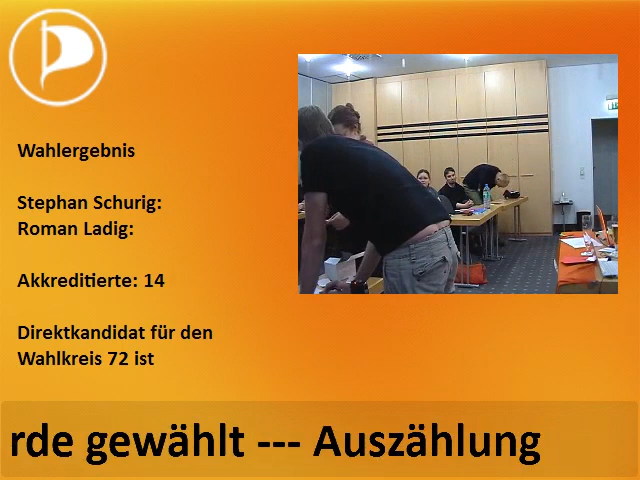 Wahlergebnis
Stephan Schurig:
Roman Ladig:
Akkreditierte: 14
Direktkandidat für den
Wahlkreis 72 ist
rde gewählt --- Auszählung